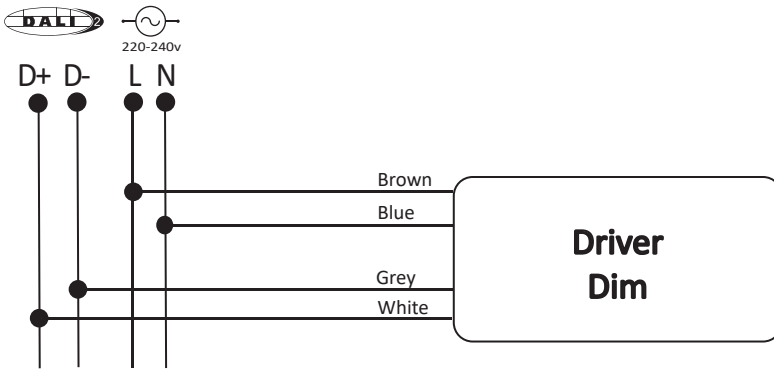 DALI 2
220-240v
D+ D- L N
Brown
Blue
Grey
White
Driver
Dim